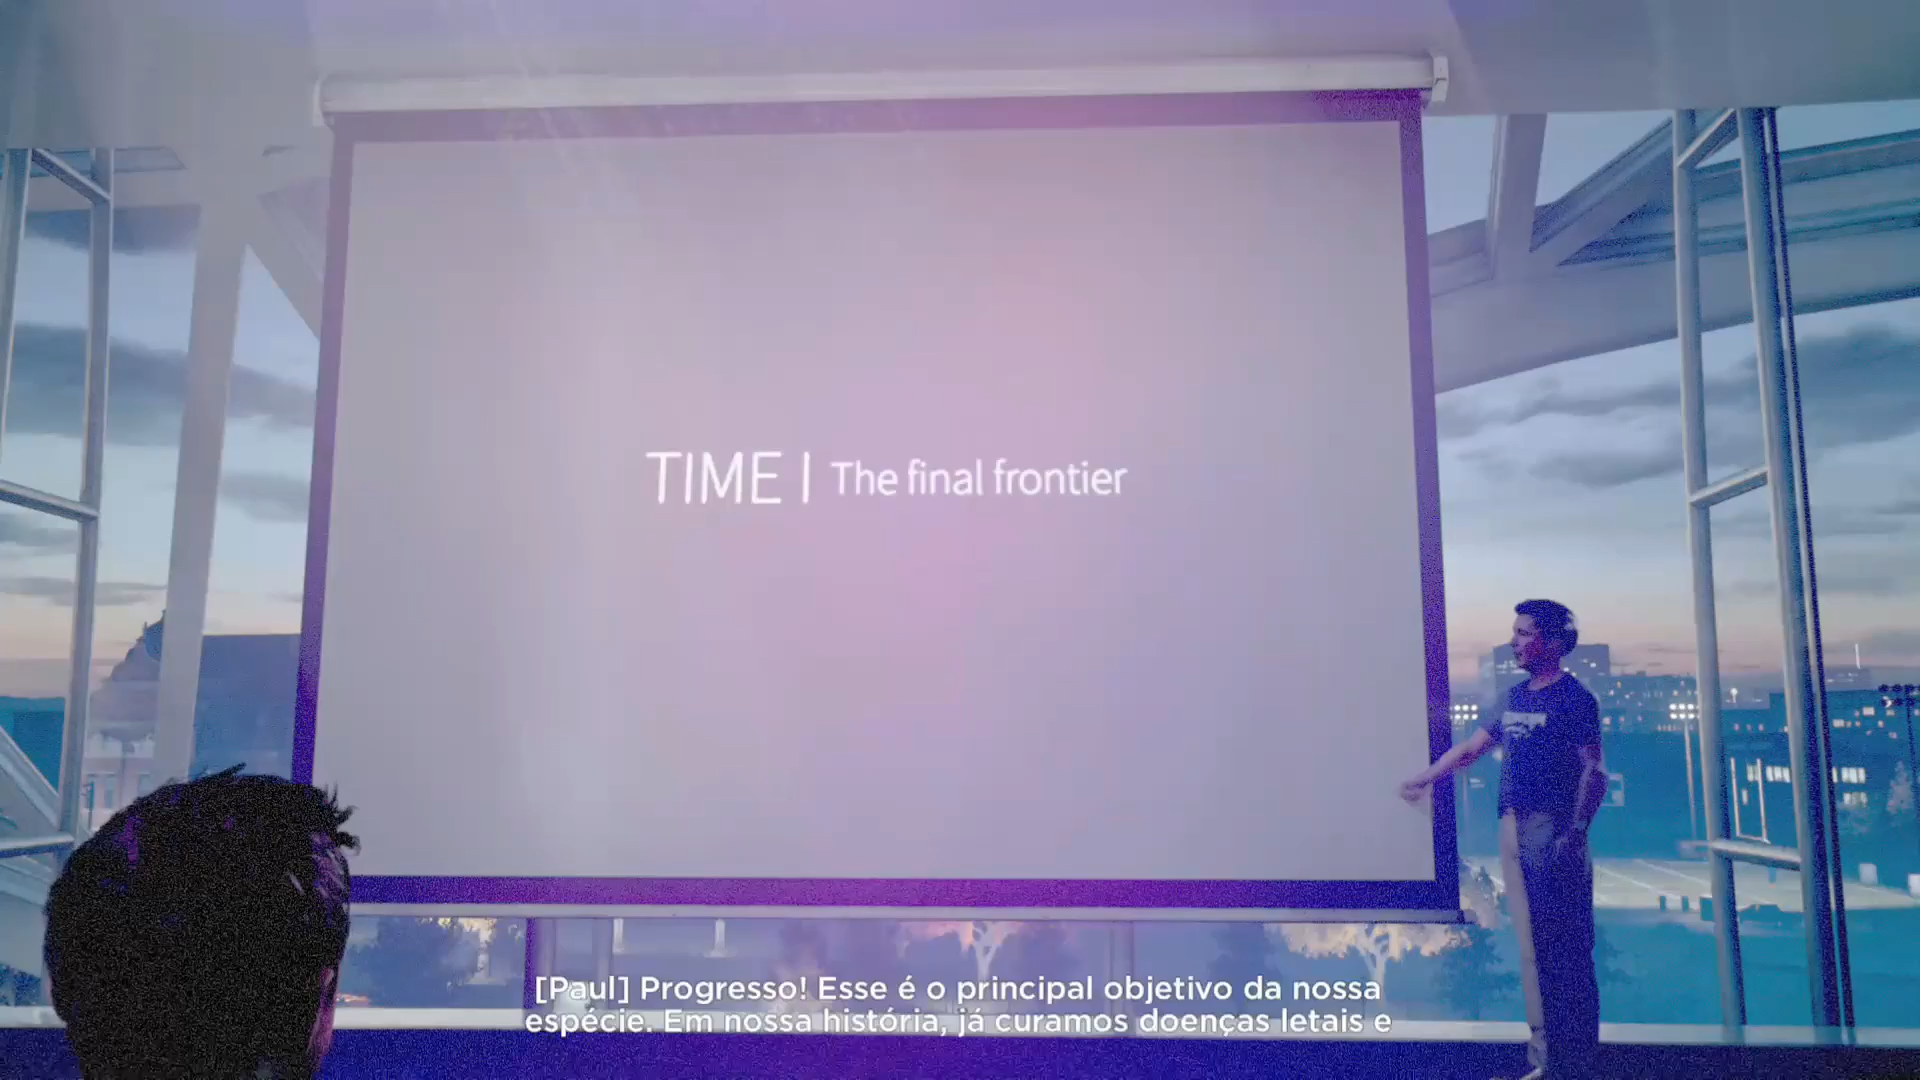 TIME | The final frontier
[Paul] Progresso! Esse é o principal objetivo da nossa
espécie. Em nossa história, já curamos doenças letais e